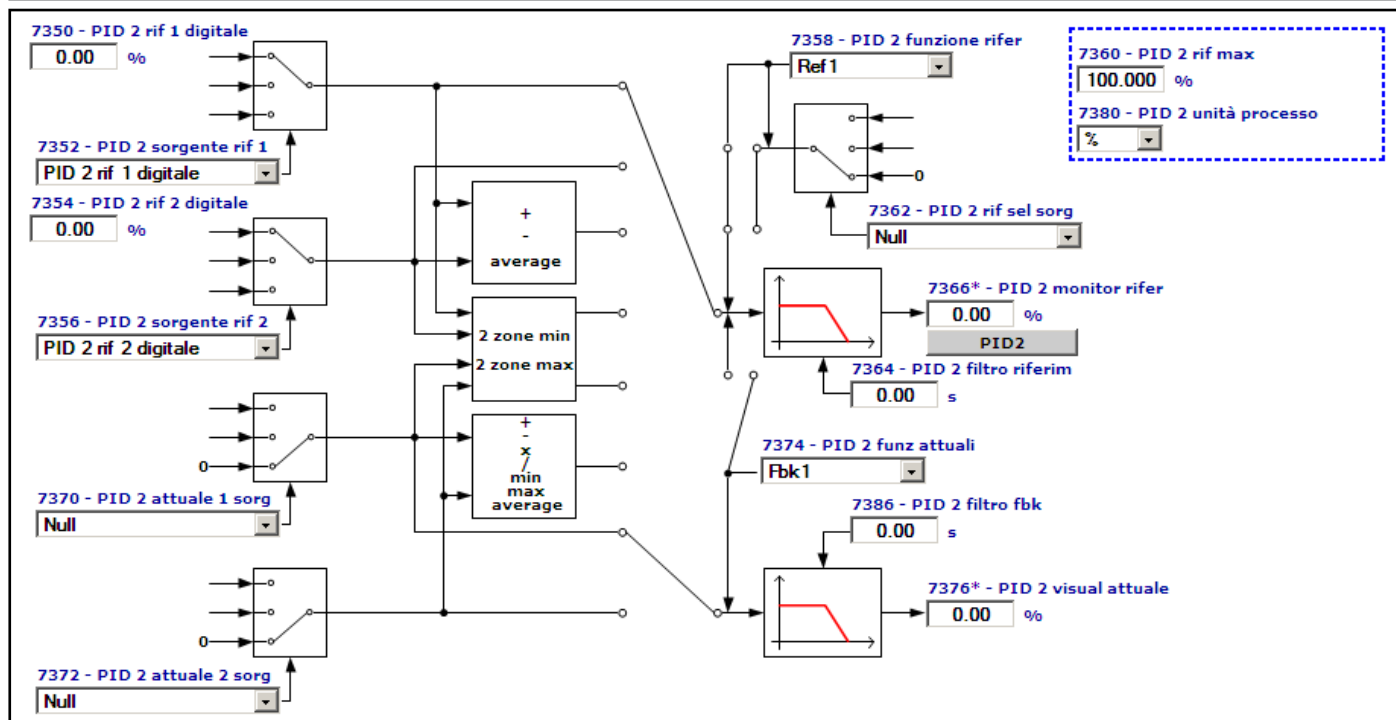 7350 - PID 2 rif 1 digitale
0.00 %
7352 - PID 2 sorgente rif 1
PID 2 rif 1 digitale
7354 - PID 2 rif 2 digitale
0.00 %
7356 - PID 2 sorgente rif 2
PID 2 rif 2 digitale
0
7370 - PID 2 attuale 1 sorg
Null
0
7372 - PID 2 attuale 2 sorg
Null
+
-
average
2 zone min
2 zone max
+
-
x
/
min
max
average
7358 - PID 2 funzione rifer
Ref1
0
7362 - PID 2 rif sel sorg
Null
7360 - PID 2 rif max
100.000 %
7380 - PID 2 unità processo
%
7366* - PID 2 monitor rifer
0.00 %
PID2
7364 - PID 2 filtro riferim
0.00 s
7374 - PID 2 funz attuali
Fbk1
7386 - PID 2 filtro fbk
0.00 s
7376* - PID 2 visual attuale
0.00 %